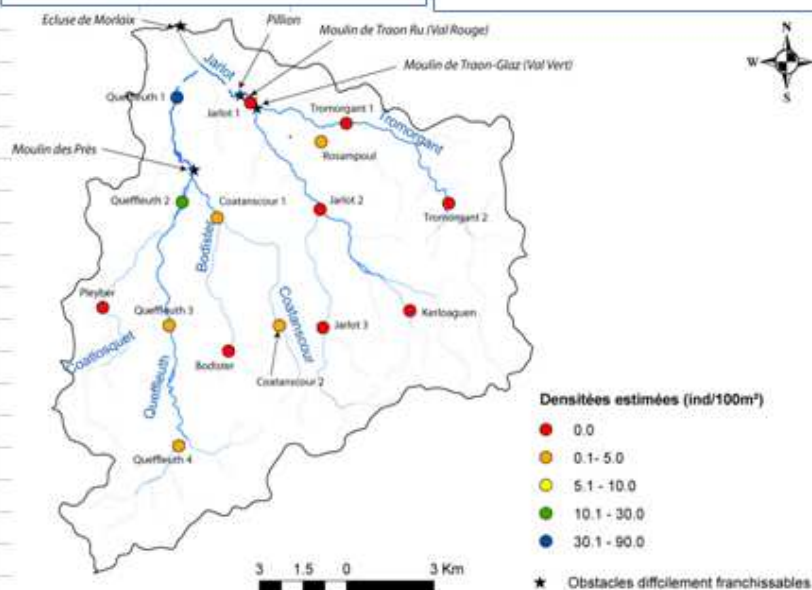 Ecluse de Morlaix
Pillion
Moulin de Traon Ru (Val Rouge)
Moulin de Traon-Glaz (Val Vert)
Jarlot
N
W
E
S
Queffleuth 1
Jarlot 1
Tromorgant 1
Tromorgant
Rosampoul
Moulin des Près
Queffleuth 2
Coatanscour 1
Jarlot 2
Tromorgant 2
Bodister
Pleyber
Queffleuth 3
Coatanscour
Jarlot 3
Kerloaguen
Coatlosquet
Bodister
Queffleuth
Coatanscour 2
Queffleuth 4
Densitées estimées (ind/100m²)
0.0
0.1- 5.0
5.1 - 10.0
10.1 - 30.0
30.1 - 90.0
Obstacles diffcilement franchissables
3 1.5 0 3 Km